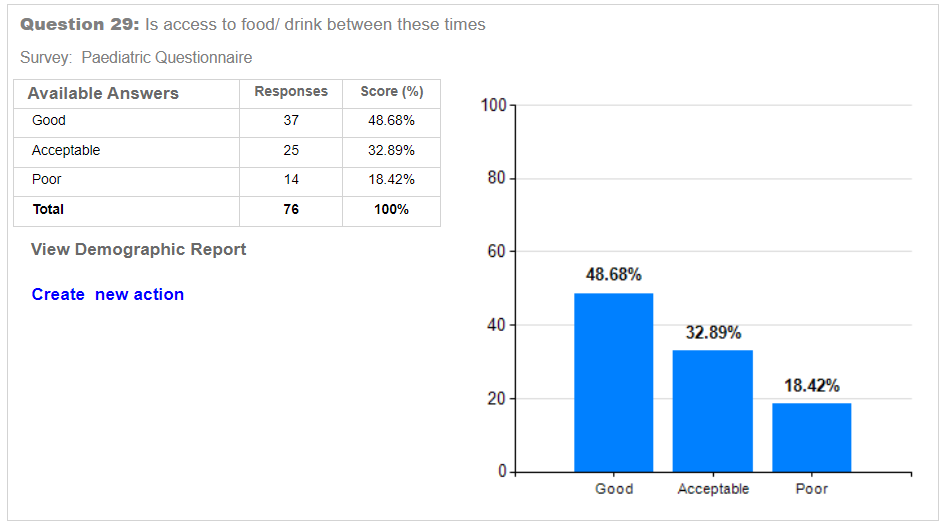 Question 29: Is access to food/ drink between these times
Survey:  Paediatric Questionnaire
Available Answers Responses Score (%)
Good 37 48.68%
Acceptable 25 32.89%
Poor 14 18.42%
Total 76 100%
View Demographic Report
Create  new action
100
80
60
40
20
0
48.68%
32.89%
18.42%
Good Acceptable Poor